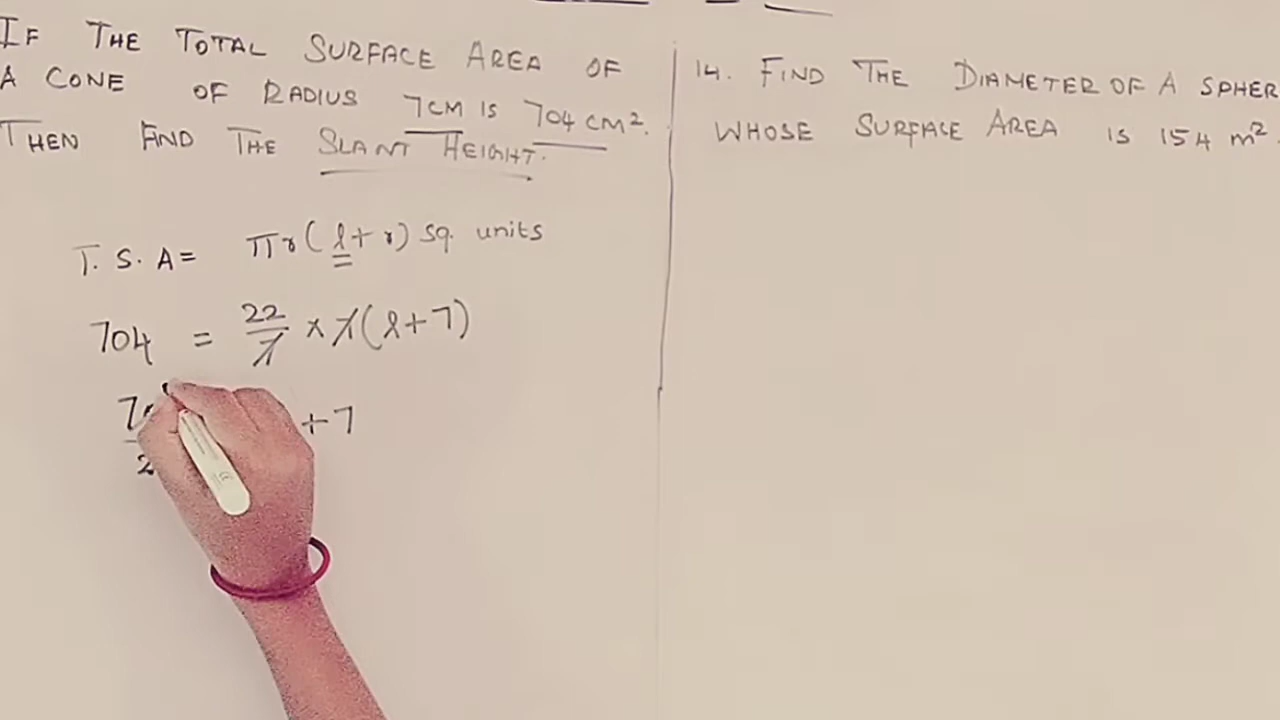 IF THE TOTAL SURFACE AREA OF
A CONE OF RADIUS 7CM IS 704 CM².
THEN FIND THE SLANT HEIGHT.
T. S. A = πr(l+r) sq. units
704 = 22/7 × 7(l+7)
+7
14. FIND THE DIAMETER OF A SPHER
WHOSE SURFACE AREA IS 154 m².